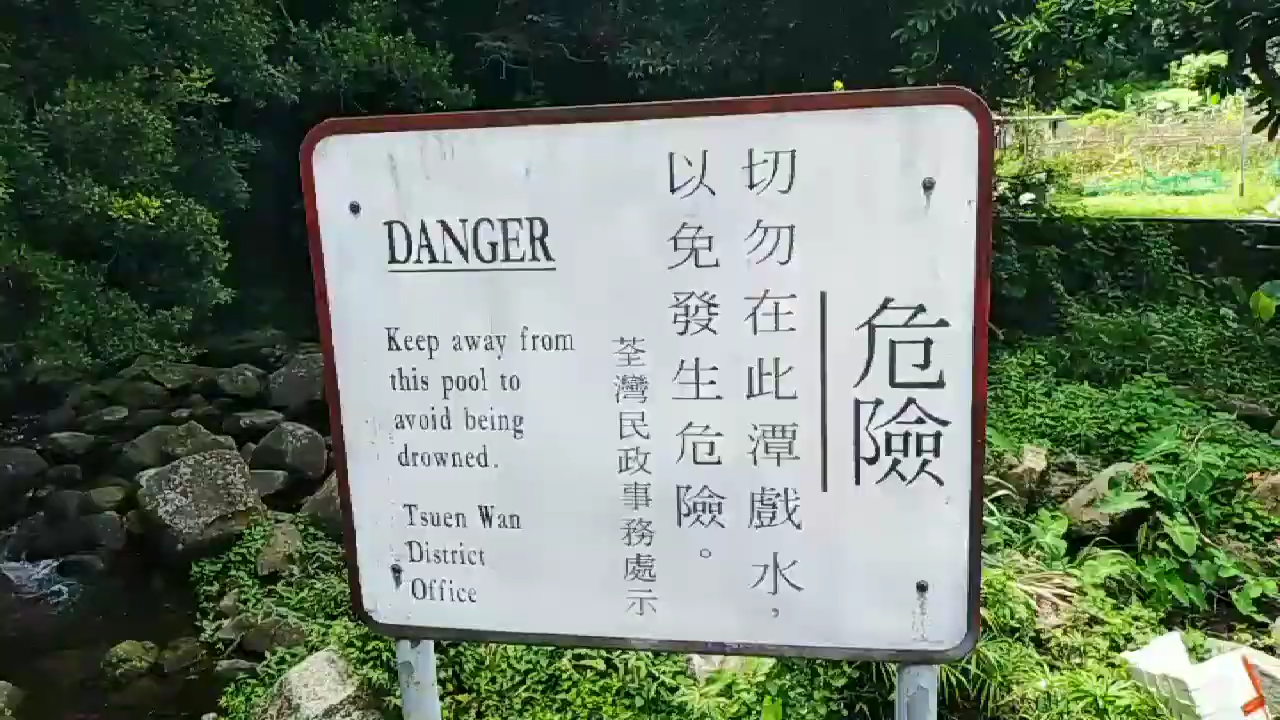 DANGER
Keep away from
this pool to
avoid being
drowned.
Tsuen Wan
District
Office
危險
切勿在此潭戲水，
以免發生危險。
荃灣民政事務處示